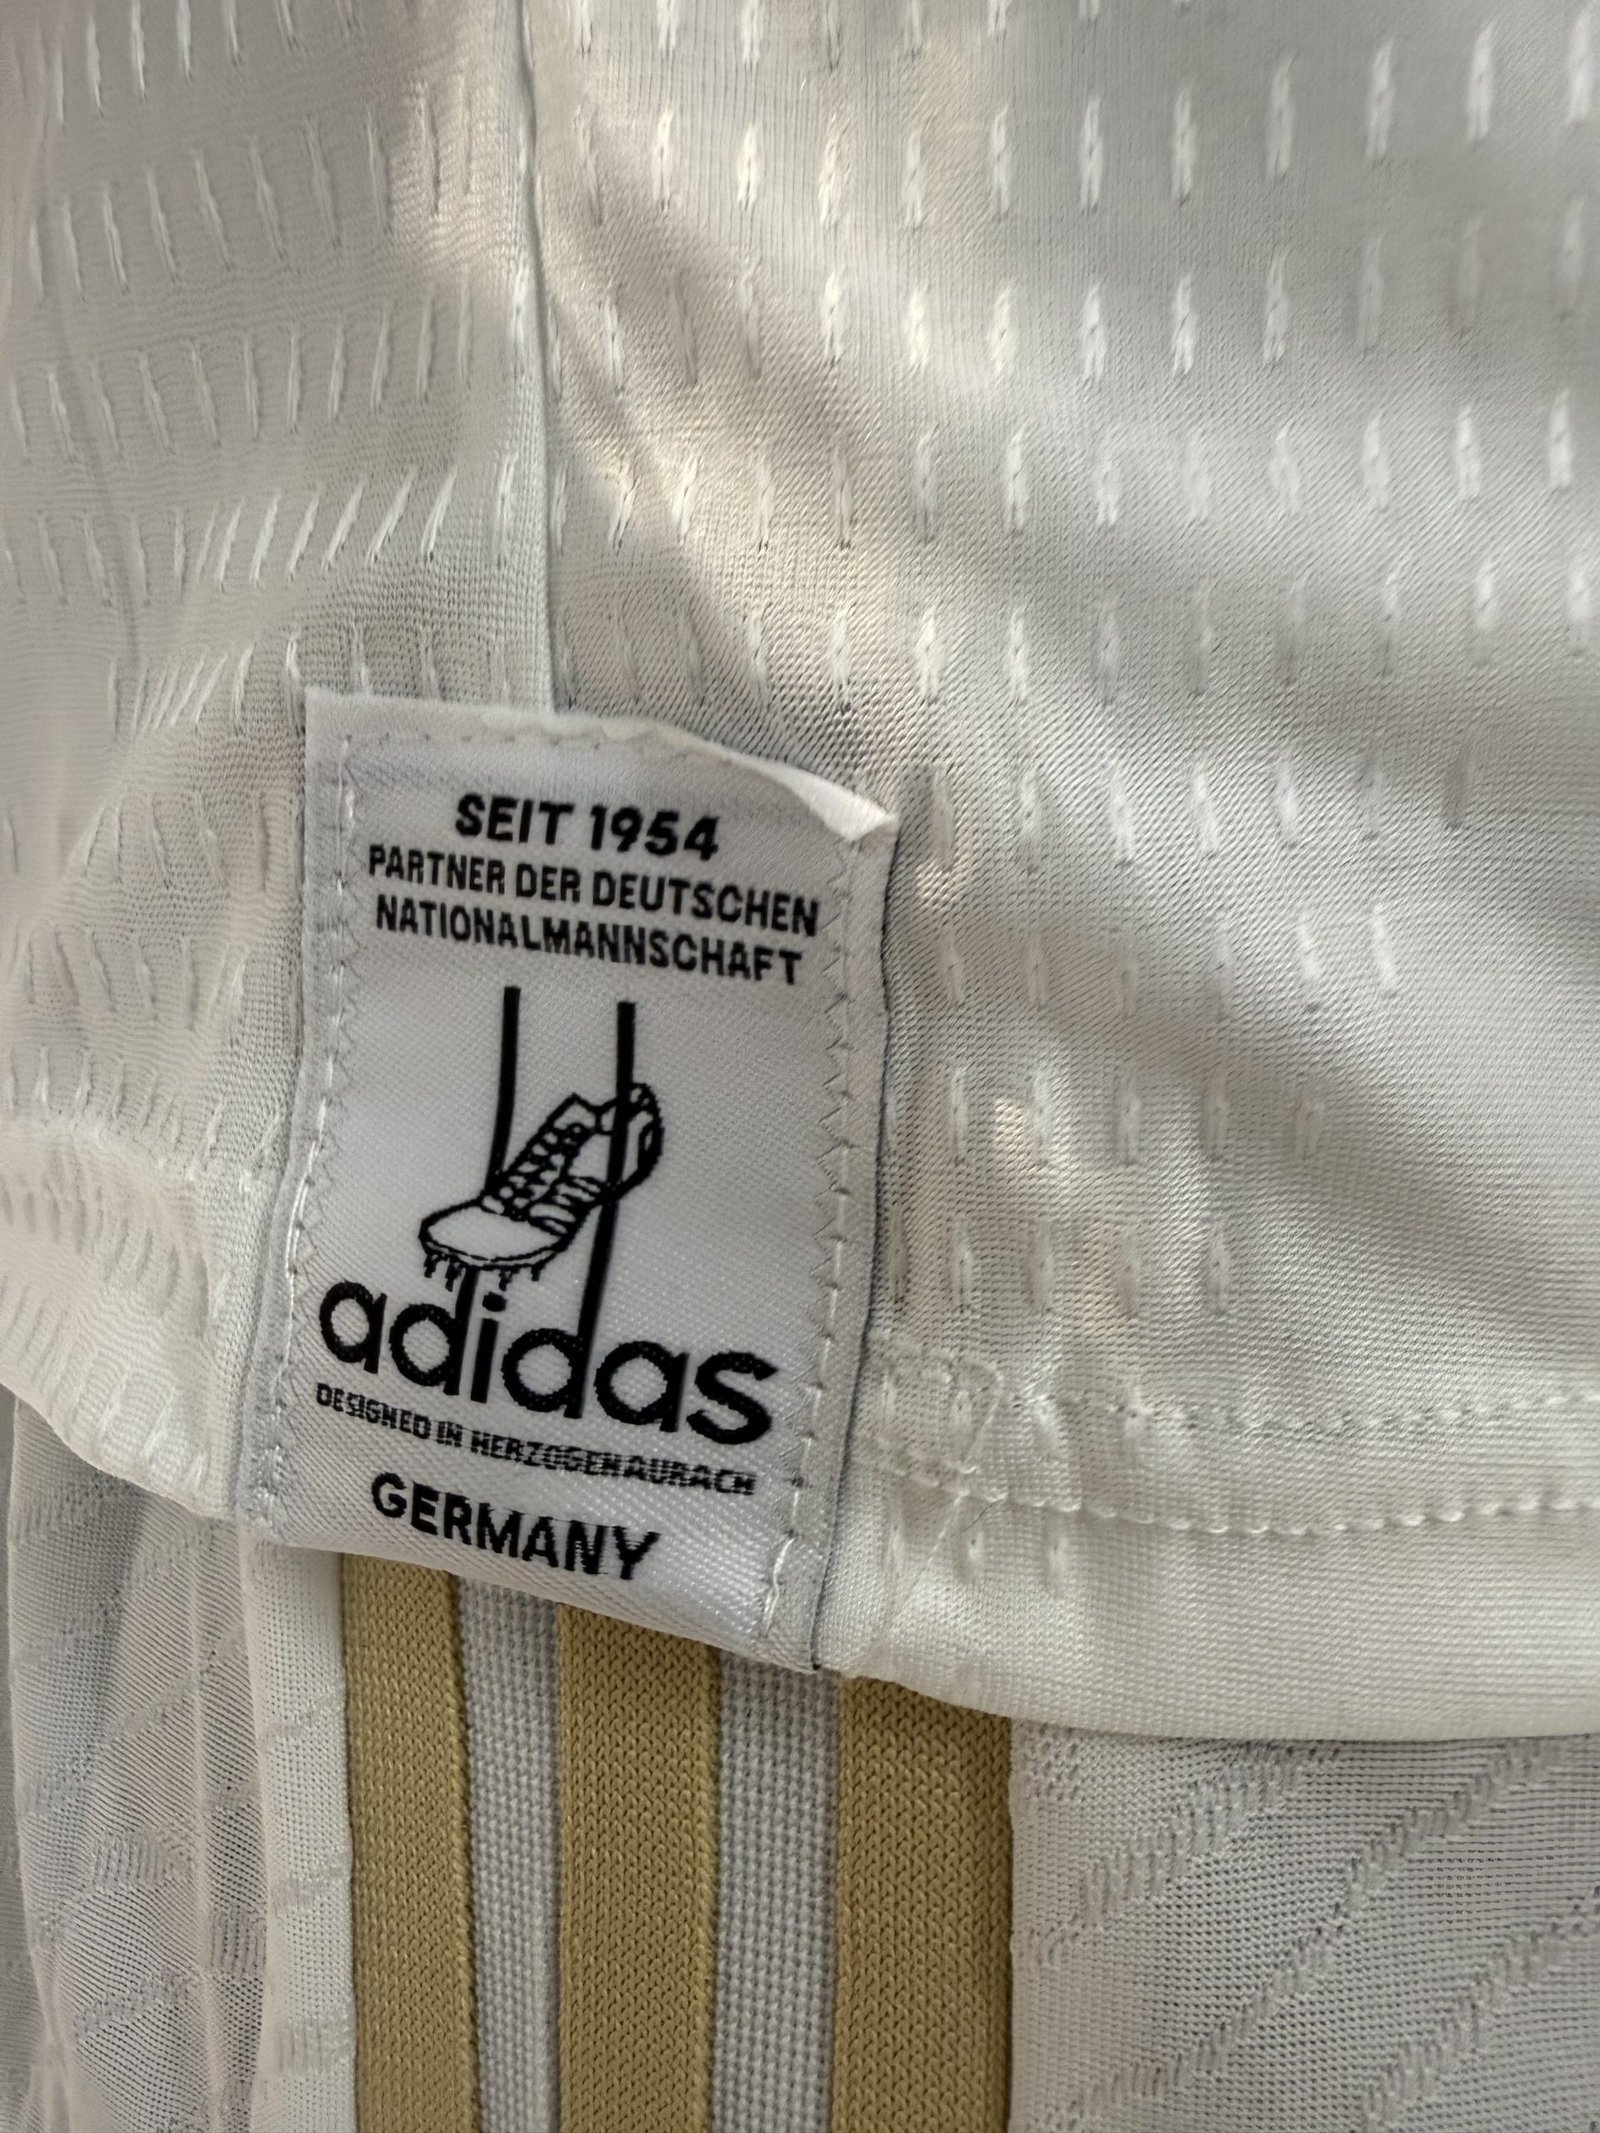 SEIT 1954
PARTNER DER DEUTSCHEN
NATIONALMANNSCHAFT
adidas
DESIGNED IN HERZOGENAURACH
GERMANY